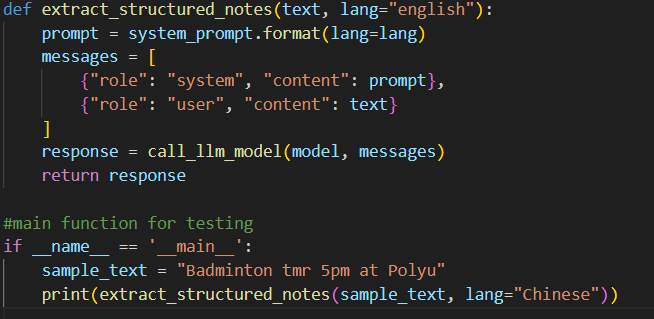 def extract_structured_notes(text, lang="english"):
    prompt = system_prompt.format(lang=lang)
    messages = [
        {"role": "system", "content": prompt},
        {"role": "user", "content": text}
    ]
    response = call_llm_model(model, messages)
    return response

#main function for testing
if __name__ == '__main__':
    sample_text = "Badminton tmr 5pm at Polyu"
    print(extract_structured_notes(sample_text, lang="Chinese"))